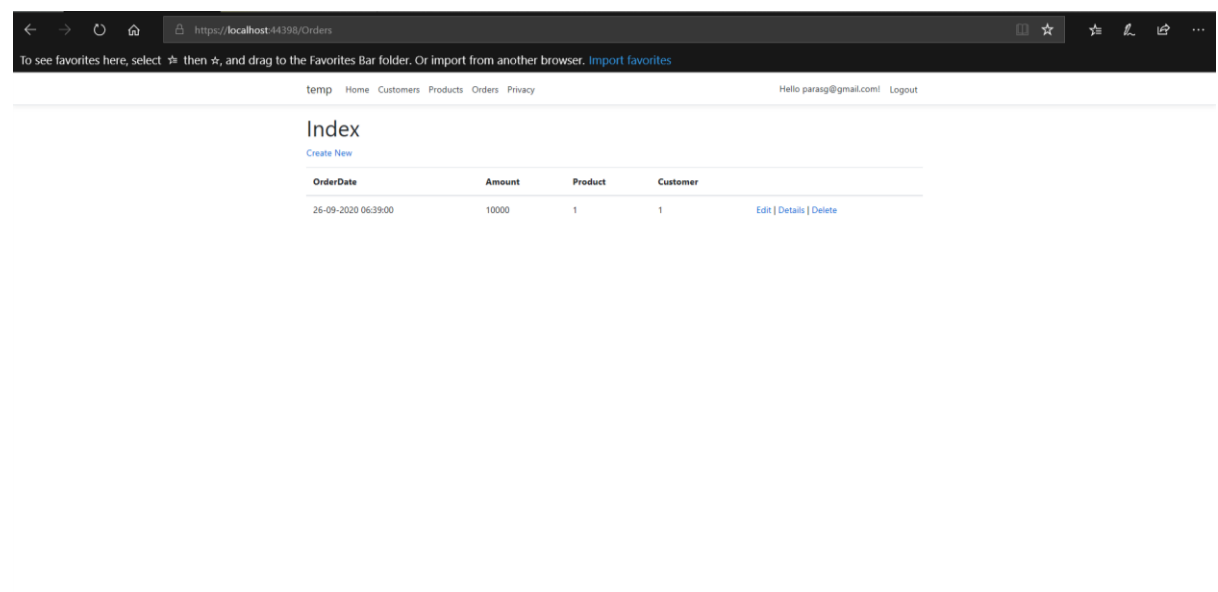 https://localhost:44398/Orders
To see favorites here, select then , and drag to the Favorites Bar folder. Or import from another browser. Import favorites
temp Home Customers Products Orders Privacy Hello parasg@gmail.com! Logout
Index
Create New
OrderDate Amount Product Customer
26-09-2020 06:39:00 10000 1 1 Edit | Details | Delete